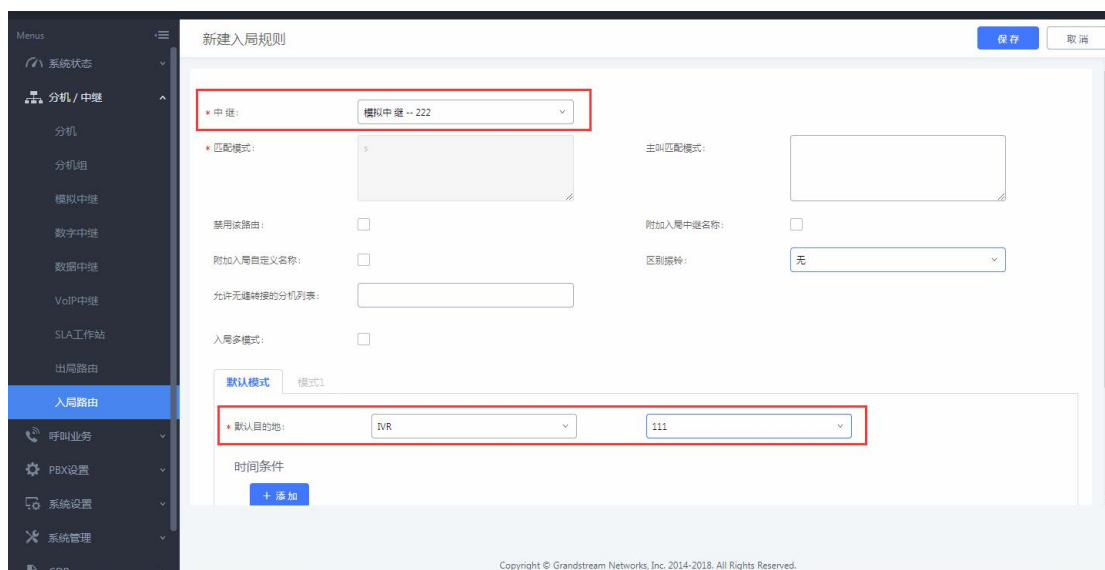 Menus
新建入局规则
保存
取消
系统状态
分机 / 中继
* 中继:
模拟中继 -- 222
分机
* 匹配模式:
s
主叫匹配模式:
分机组
模拟中继
禁用该路由:
附加入局中继名称:
数字中继
附加入局自定义名称:
区别振铃:
无
数据中继
允许无缝转接的分机列表:
VoIP中继
SLA工作站
入局多模式:
出局路由
默认模式
模式1
入局路由
* 默认目的地:
IVR
111
呼叫业务
时间条件
PBX设置
+ 添加
系统设置
系统管理
CDR
Copyright © Grandstream Networks, Inc. 2014-2018. All Rights Reserved.